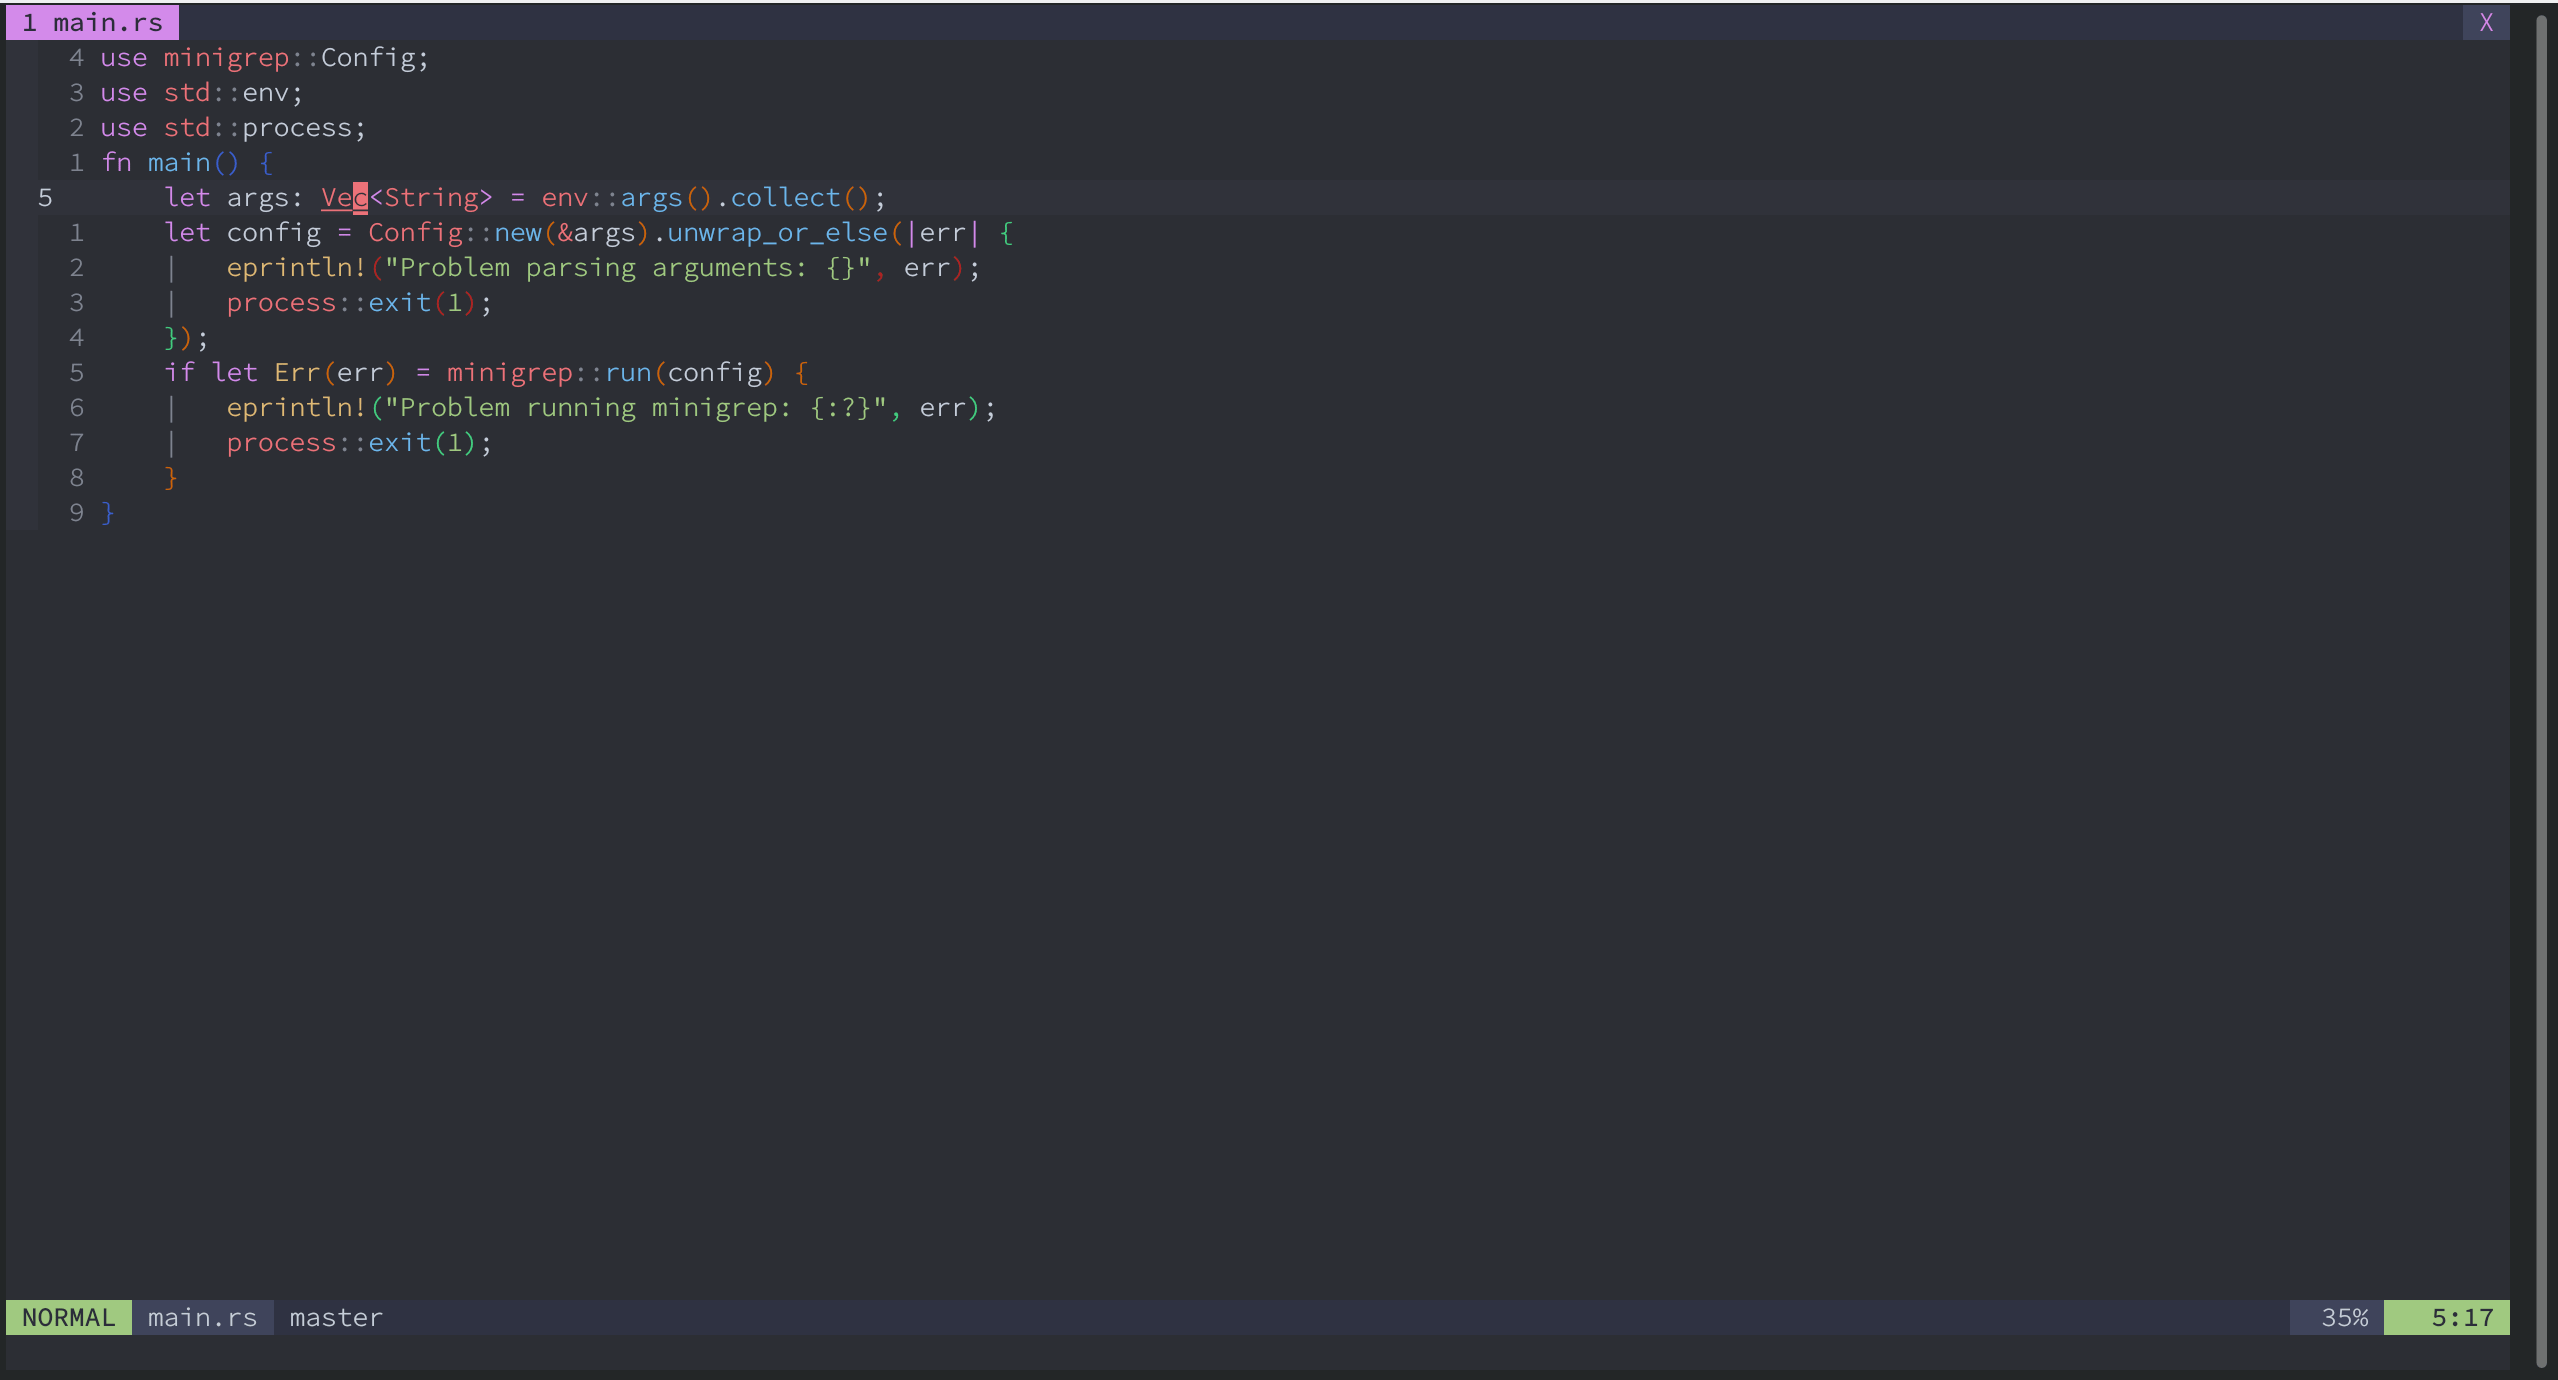 1 main.rs X
4 use minigrep::Config;
3 use std::env;
2 use std::process;
1 fn main() {
5 let args: Vec<String> = env::args().collect();
1 let config = Config::new(&args).unwrap_or_else(|err| {
2 | eprintln!("Problem parsing arguments: {}", err);
3 | process::exit(1);
4 });
5 if let Err(err) = minigrep::run(config) {
6 | eprintln!("Problem running minigrep: {:?}", err);
7 | process::exit(1);
8 }
9 }
NORMAL main.rs master 35% 5:17